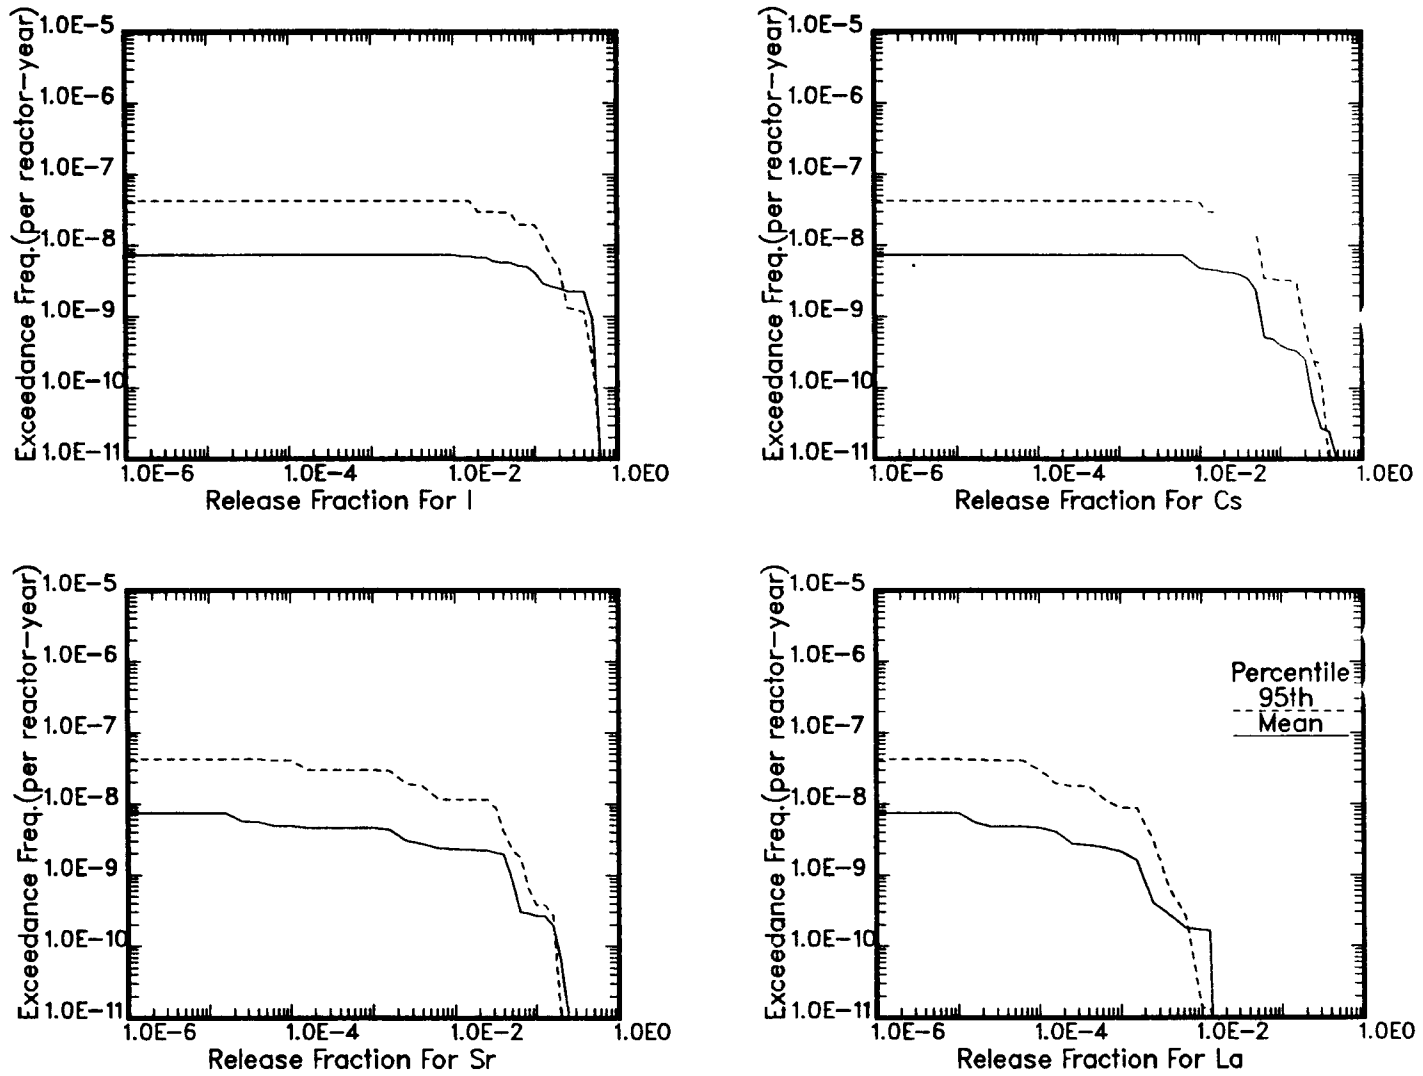 Exceedance Freq.(per reactor-year)
1.0E-5
1.0E-6
1.0E-7
1.0E-8
1.0E-9
1.0E-10
1.0E-11
1.0E-6 1.0E-4 1.0E-2 1.0E0
Release Fraction For I
Exceedance Freq.(per reactor-year)
1.0E-5
1.0E-6
1.0E-7
1.0E-8
1.0E-9
1.0E-10
1.0E-11
1.0E-6 1.0E-4 1.0E-2 1.0E0
Release Fraction For Cs
Exceedance Freq.(per reactor-year)
1.0E-5
1.0E-6
1.0E-7
1.0E-8
1.0E-9
1.0E-10
1.0E-11
1.0E-6 1.0E-4 1.0E-2 1.0E0
Release Fraction For Sr
Exceedance Freq.(per reactor-year)
1.0E-5
1.0E-6
1.0E-7
1.0E-8
1.0E-9
1.0E-10
1.0E-11
Percentile
95th
Mean
1.0E-6 1.0E-4 1.0E-2 1.0E0
Release Fraction For La